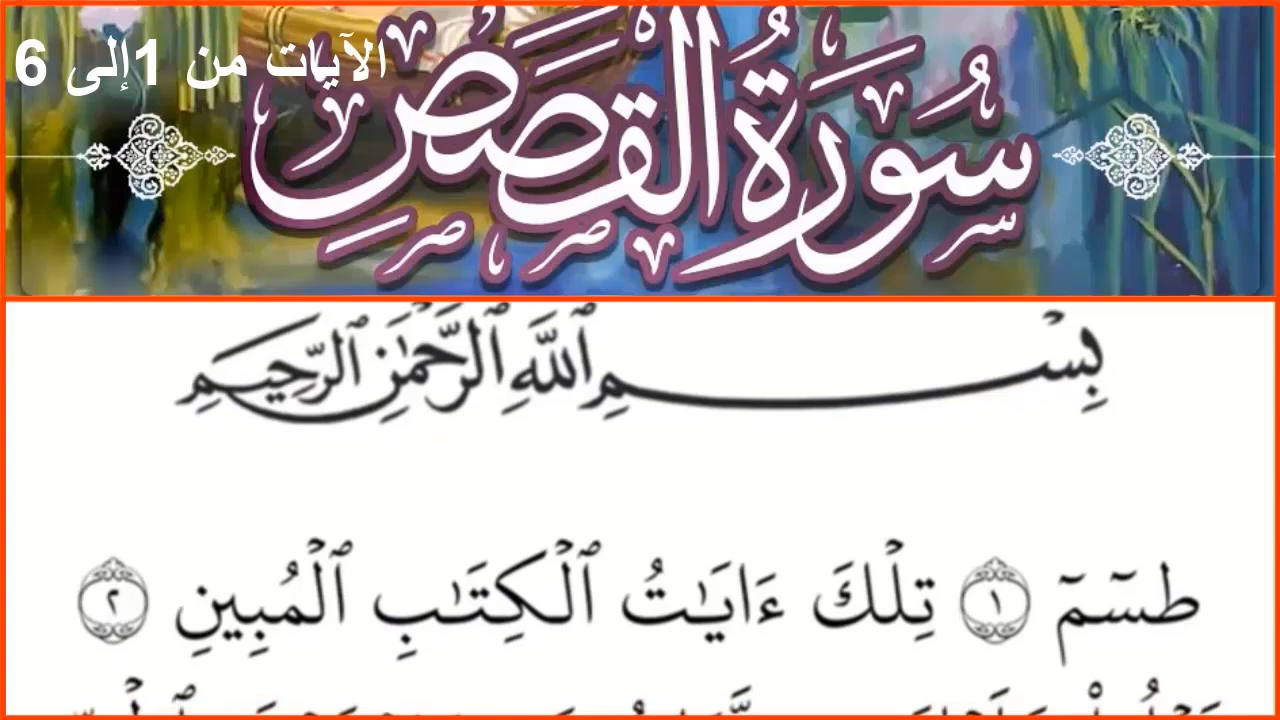 الآيات من 1إلى 6
سُورَةُ القَصَصِ
بِسْمِ ٱللَّهِ ٱلرَّحْمَٰنِ ٱلرَّحِيمِ
طسٓمٓ ١ تِلْكَ ءَايَٰتُ ٱلْكِتَٰبِ ٱلْمُبِينِ ٢